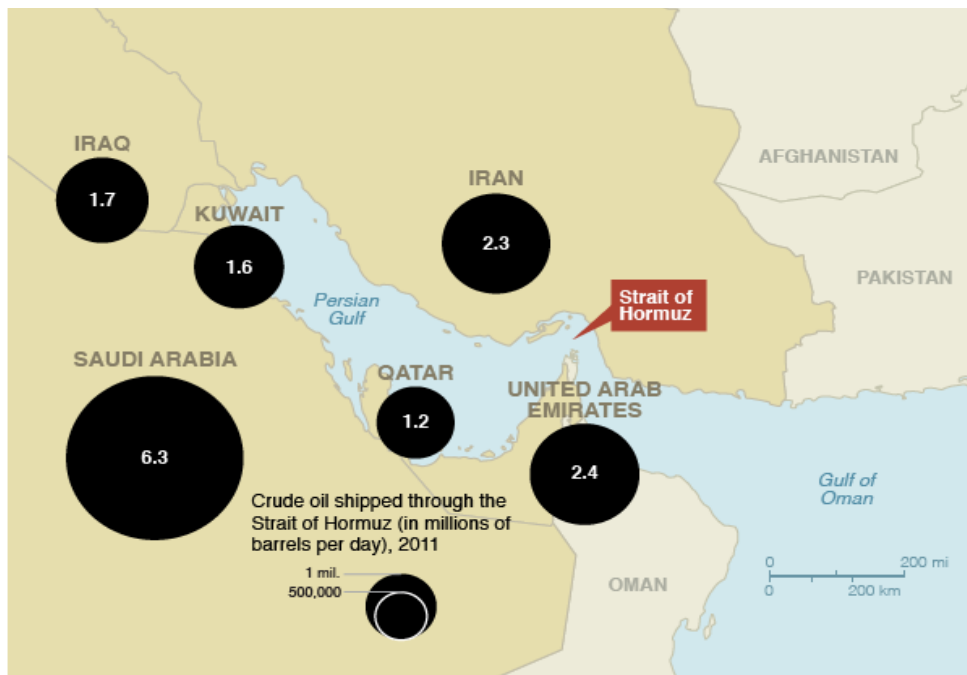 IRAQ
1.7
KUWAIT
1.6
IRAN
2.3
AFGHANISTAN
PAKISTAN
Persian
Gulf
Strait of
Hormuz
SAUDI ARABIA
6.3
QATAR
1.2
UNITED ARAB
EMIRATES
2.4
Gulf of
Oman
OMAN
Crude oil shipped through the
Strait of Hormuz (in millions of
barrels per day), 2011
1 mil.
500,000
0
200 mi
0
200 km